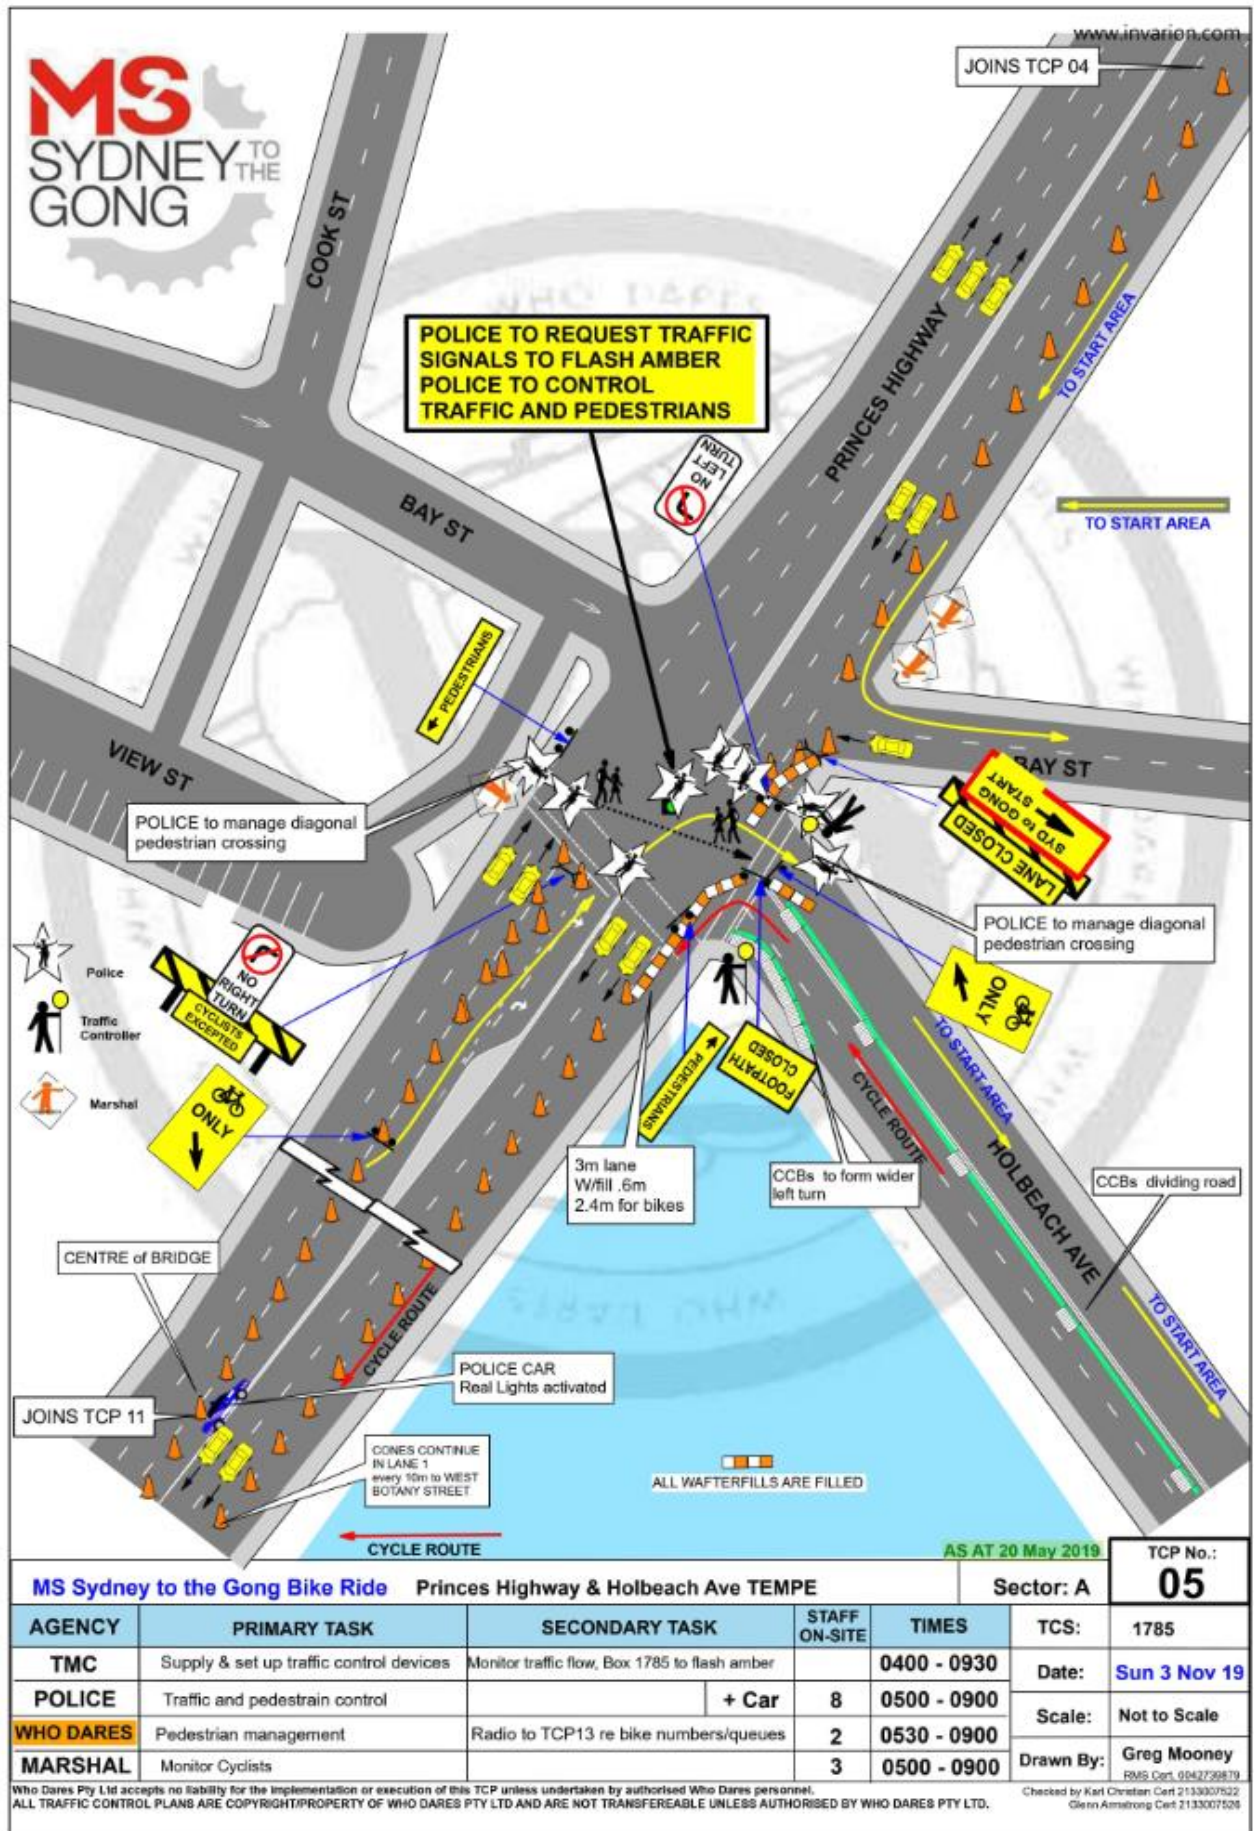 www.invarion.com
JOINS TCP 04
MS
SYDNEY TO THE
GONG
COOK ST
PRINCES HIGHWAY
TO START AREA
POLICE TO REQUEST TRAFFIC
SIGNALS TO FLASH AMBER
POLICE TO CONTROL
TRAFFIC AND PEDESTRIANS
NO
LEFT
TURN
BAY ST
TO START AREA
PEDESTRIANS
VIEW ST
BAY ST
POLICE to manage diagonal
pedestrian crossing
SYD to GONG
START
LANE CLOSED
POLICE to manage diagonal
pedestrian crossing
Police
Traffic
Controller
Marshal
NO
RIGHT
TURN
CYCLISTS
EXCEPTED
ONLY
ONLY
TO START AREA
FOOTPATH
CLOSED
PEDESTRIANS
CYCLE ROUTE
HOLBEACH AVE
3m lane
W/fill .6m
2.4m for bikes
CCBs to form wider
left turn
CCBs dividing road
CENTRE of BRIDGE
CYCLE ROUTE
TO START AREA
POLICE CAR
Real Lights activated
JOINS TCP 11
CONES CONTINUE
IN LANE 1
every 10m to WEST
BOTANY STREET
ALL WAFTERFILLS ARE FILLED
CYCLE ROUTE
AS AT 20 May 2019
TCP No.:
05
MS Sydney to the Gong Bike Ride Princes Highway & Holbeach Ave TEMPE Sector: A
AGENCY PRIMARY TASK SECONDARY TASK STAFF ON-SITE TIMES TCS: 1785
TMC Supply & set up traffic control devices Monitor traffic flow, Box 1785 to flash amber 0400 - 0930
Date: Sun 3 Nov 19
POLICE Traffic and pedestrain control + Car 8 0500 - 0900
Scale: Not to Scale
WHO DARES Pedestrian management Radio to TCP13 re bike numbers/queues 2 0530 - 0900
Drawn By: Greg Mooney
RMS Cert. 0042739879
MARSHAL Monitor Cyclists 3 0500 - 0900
Who Dares Pty Ltd accepts no liability for the implementation or execution of this TCP unless undertaken by authorised Who Dares personnel.
ALL TRAFFIC CONTROL PLANS ARE COPYRIGHT/PROPERTY OF WHO DARES PTY LTD AND ARE NOT TRANSFEREABLE UNLESS AUTHORISED BY WHO DARES PTY LTD.
Checked by Karl Christian Cert 2133007522
Glenn Armstrong Cert 2133007526